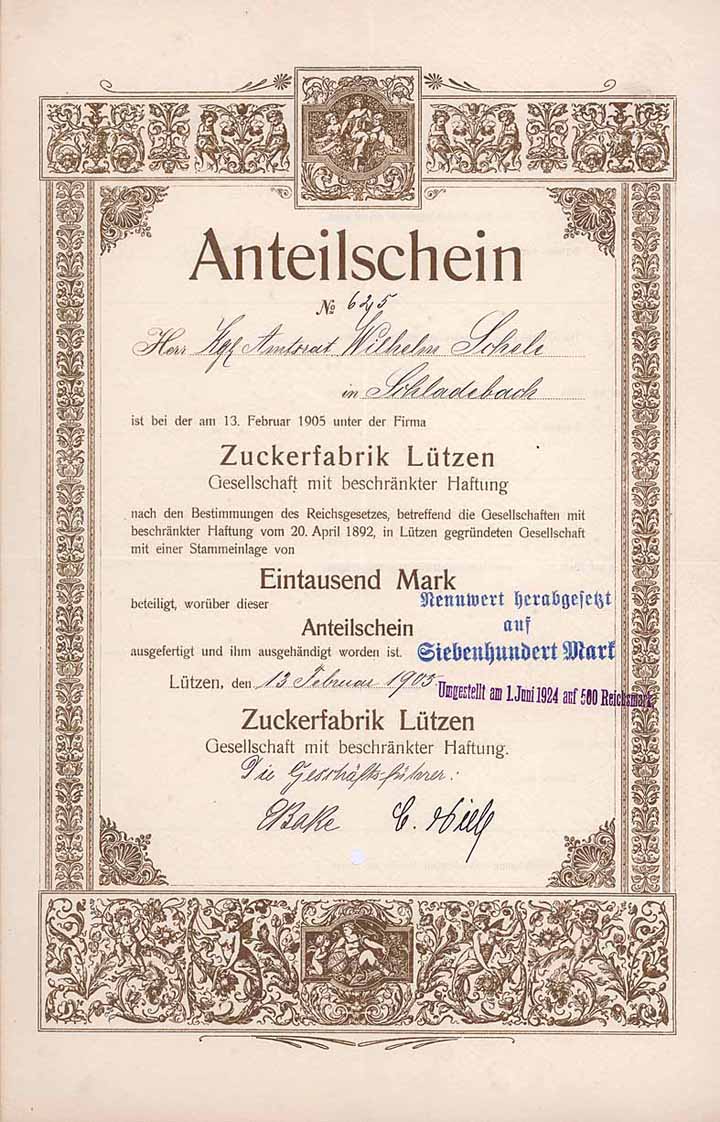 Anteilschein
№ 625
Herr Kgl Amtsrat Wilhelm Schele
in Schladebach
ist bei der am 13. Februar 1905 unter der Firma
Zuckerfabrik Lützen
Gesellschaft mit beschränkter Haftung
nach den Bestimmungen des Reichsgesetzes, betreffend die Gesellschaften mit
beschränkter Haftung vom 20. April 1892, in Lützen gegründeten Gesellschaft
mit einer Stammeinlage von
Eintausend Mark
beteiligt, worüber dieser
Nennwert herabgesetzt
Anteilschein
auf
ausgefertigt und ihm ausgehändigt worden ist.
Siebenhundert Mark
Lützen, den 13 Februar 1905
Umgestellt am 1. Juni 1924 auf 500 Reichsmark
Zuckerfabrik Lützen
Gesellschaft mit beschränkter Haftung.
Die Geschäftsführer: